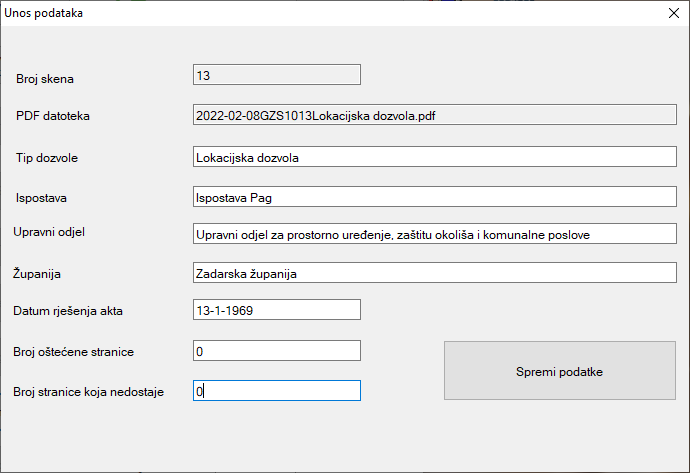 Unos podataka
Broj skena
13
PDF datoteka
2022-02-08GZS1013Lokacijska dozvola.pdf
Tip dozvole
Lokacijska dozvola
Ispostava
Ispostava Pag
Upravni odjel
Upravni odjel za prostorno uređenje, zaštitu okoliša i komunalne poslove
Županija
Zadarska županija
Datum rješenja akta
13-1-1969
Broj oštećene stranice
0
Broj stranice koja nedostaje
0
Spremi podatke